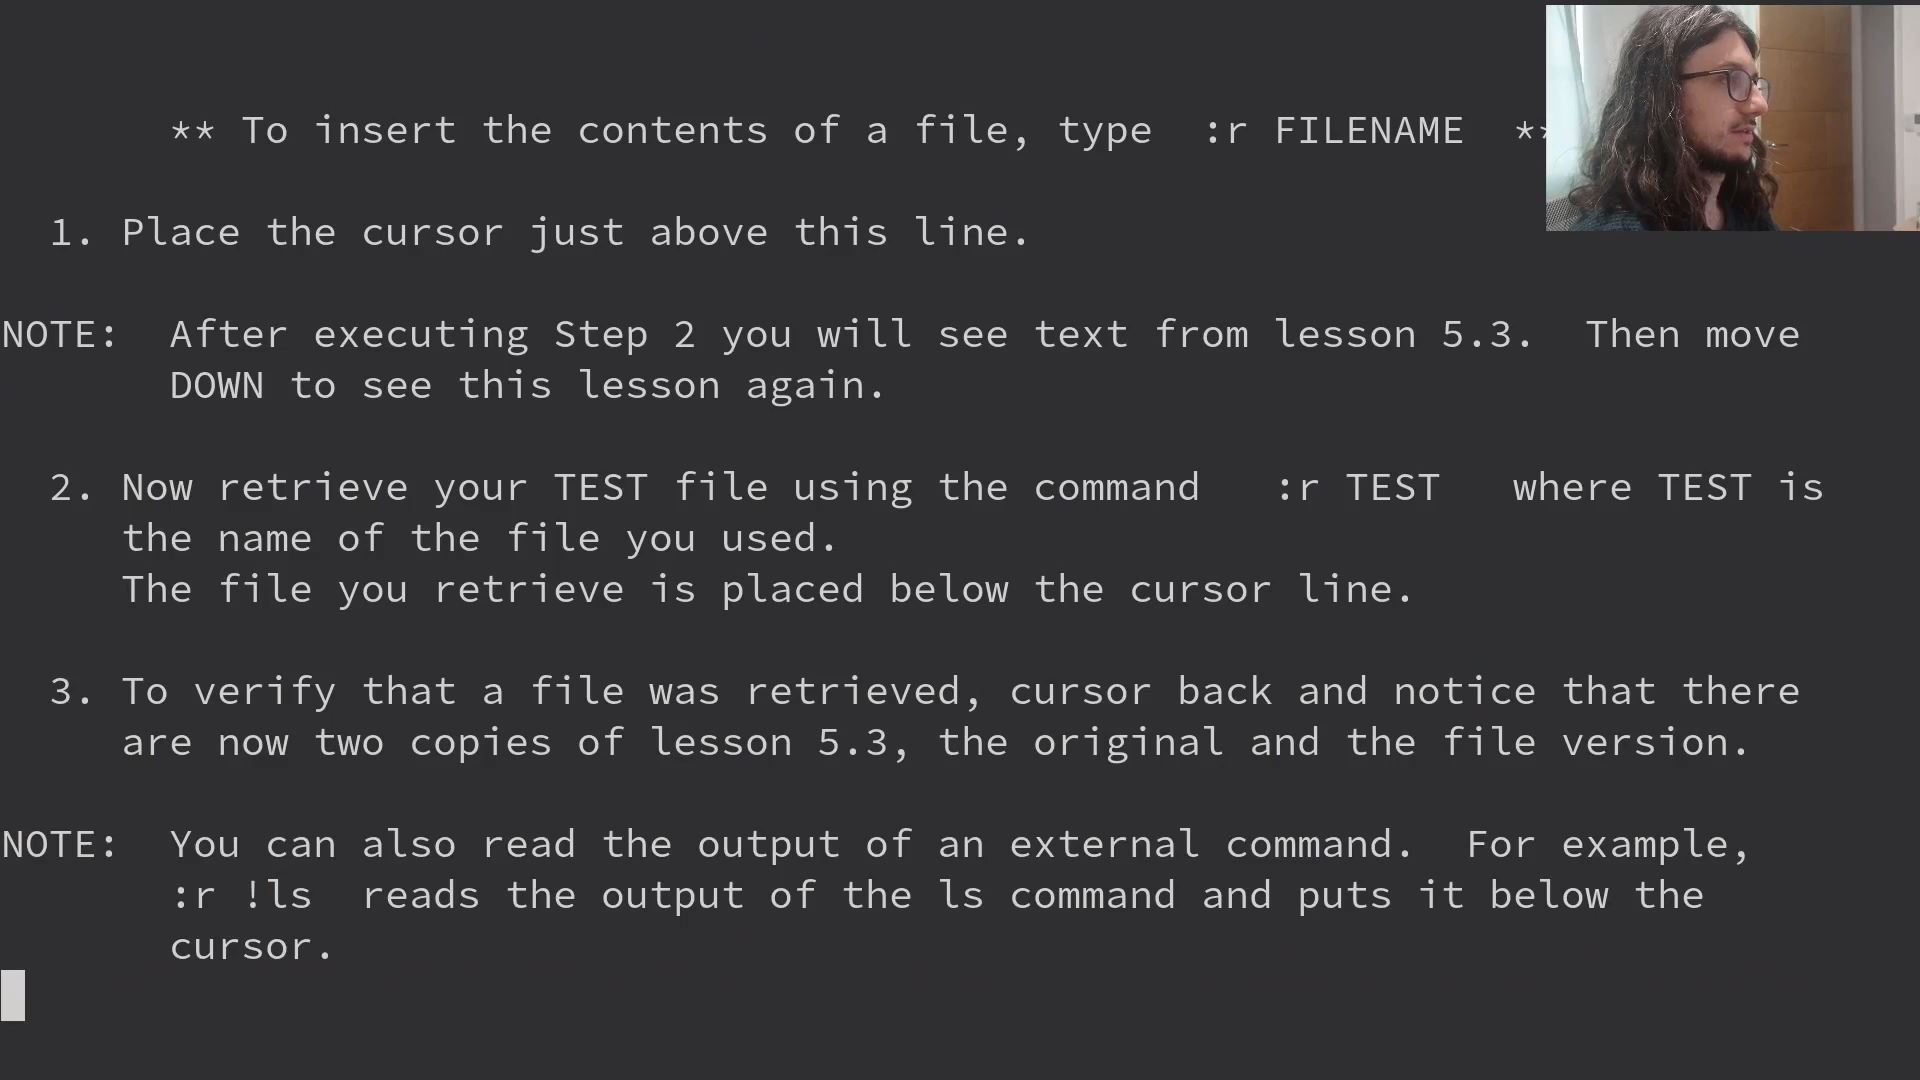 ** To insert the contents of a file, type  :r FILENAME  **
1. Place the cursor just above this line.
NOTE:  After executing Step 2 you will see text from lesson 5.3.  Then move
DOWN to see this lesson again.
2. Now retrieve your TEST file using the command   :r TEST   where TEST is
the name of the file you used.
The file you retrieve is placed below the cursor line.
3. To verify that a file was retrieved, cursor back and notice that there
are now two copies of lesson 5.3, the original and the file version.
NOTE:  You can also read the output of an external command.  For example,
:r !ls  reads the output of the ls command and puts it below the
cursor.